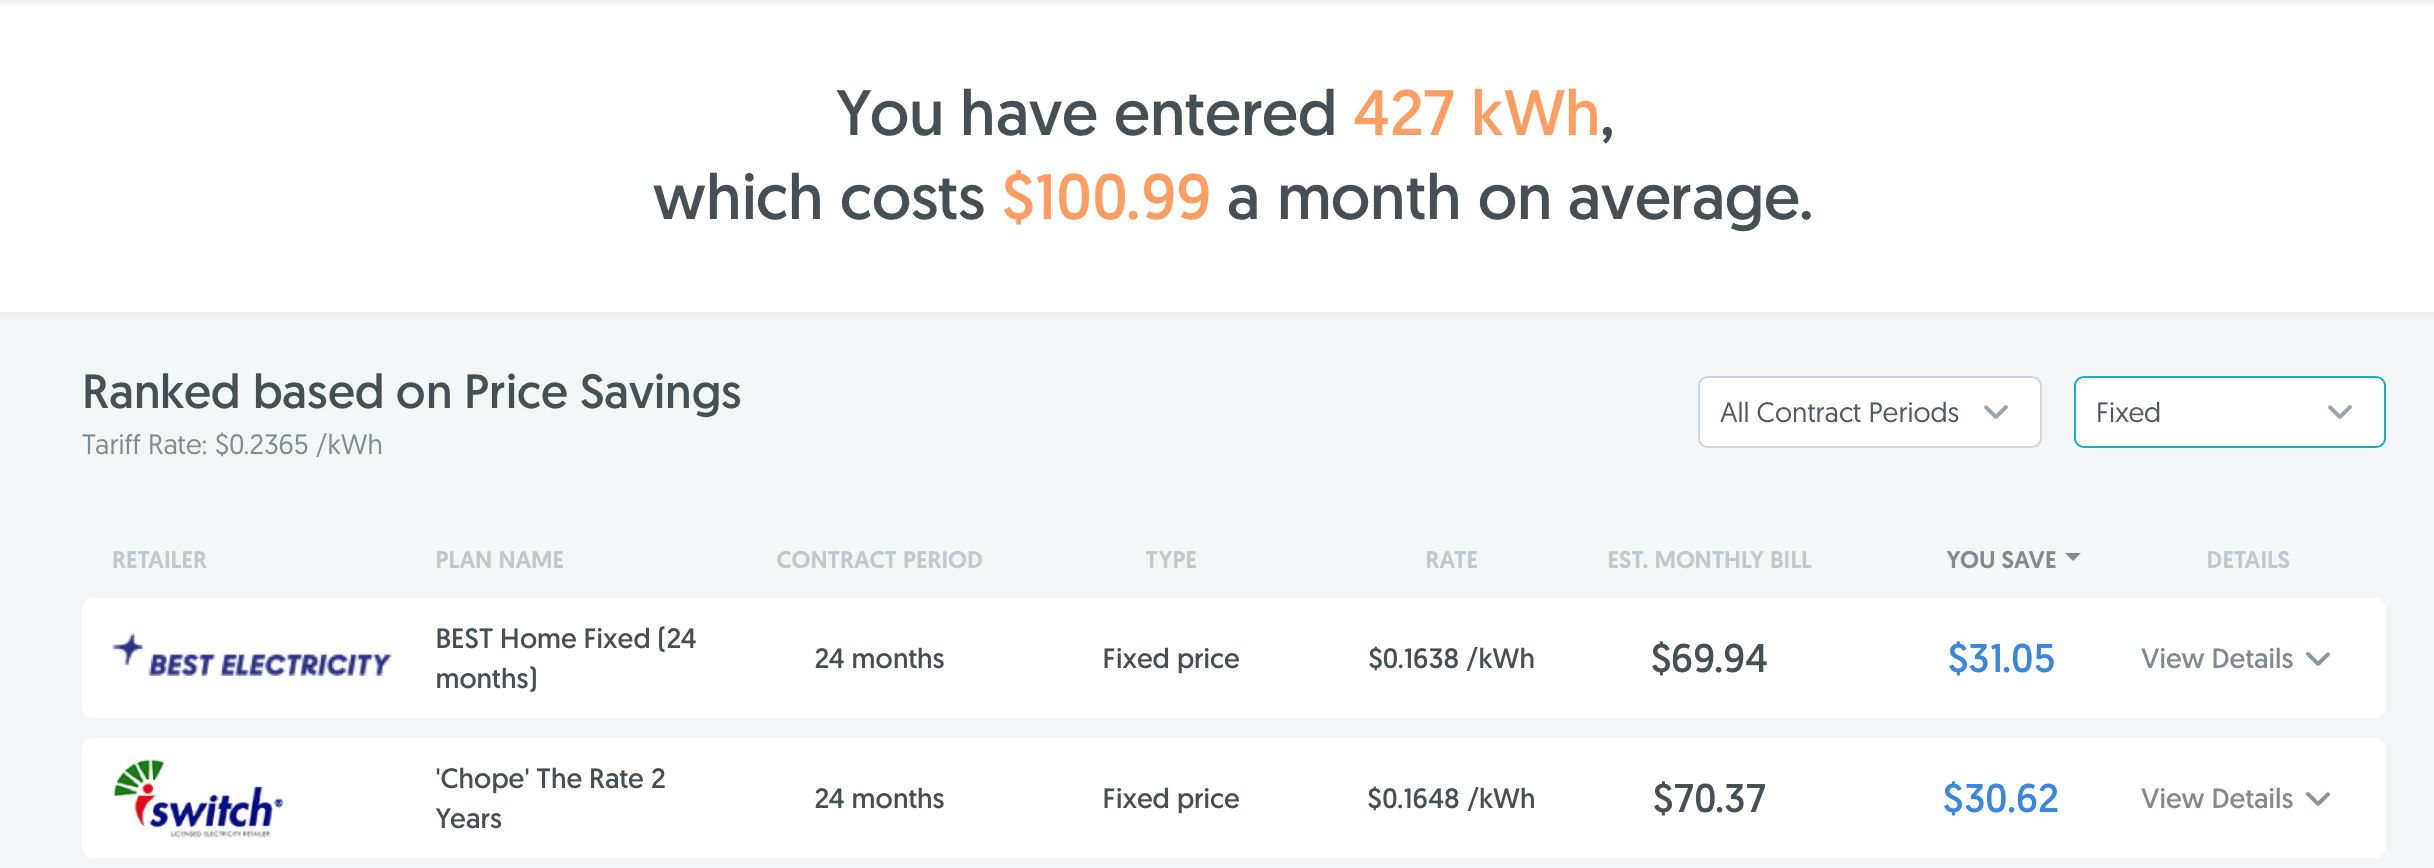 You have entered 427 kWh,
which costs $100.99 a month on average.
Ranked based on Price Savings
Tariff Rate: $0.2365 /kWh
All Contract Periods
Fixed
RETAILER PLAN NAME CONTRACT PERIOD TYPE RATE EST. MONTHLY BILL YOU SAVE DETAILS
BEST ELECTRICITY
BEST Home Fixed (24
months)
24 months Fixed price $0.1638 /kWh $69.94 $31.05 View Details
iswitch
LICENSED ELECTRICITY RETAILER
'Chope' The Rate 2
Years
24 months Fixed price $0.1648 /kWh $70.37 $30.62 View Details